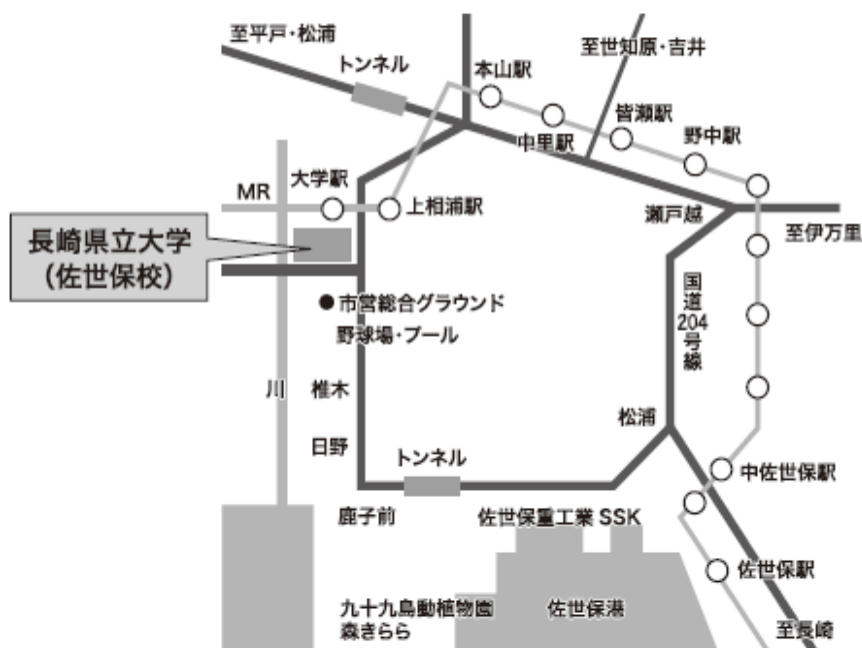 至平戸・松浦
トンネル
本山駅
至世知原・吉井
皆瀬駅
中里駅
野中駅
大学駅
MR
上相浦駅
瀬戸越
至伊万里
長崎県立大学
(佐世保校)
国道204号線
市営総合グラウンド
野球場・プール
川
椎木
松浦
日野
トンネル
中佐世保駅
鹿子前
佐世保重工業 SSK
佐世保駅
九十九島動植物園
森きらら
佐世保港
至長崎